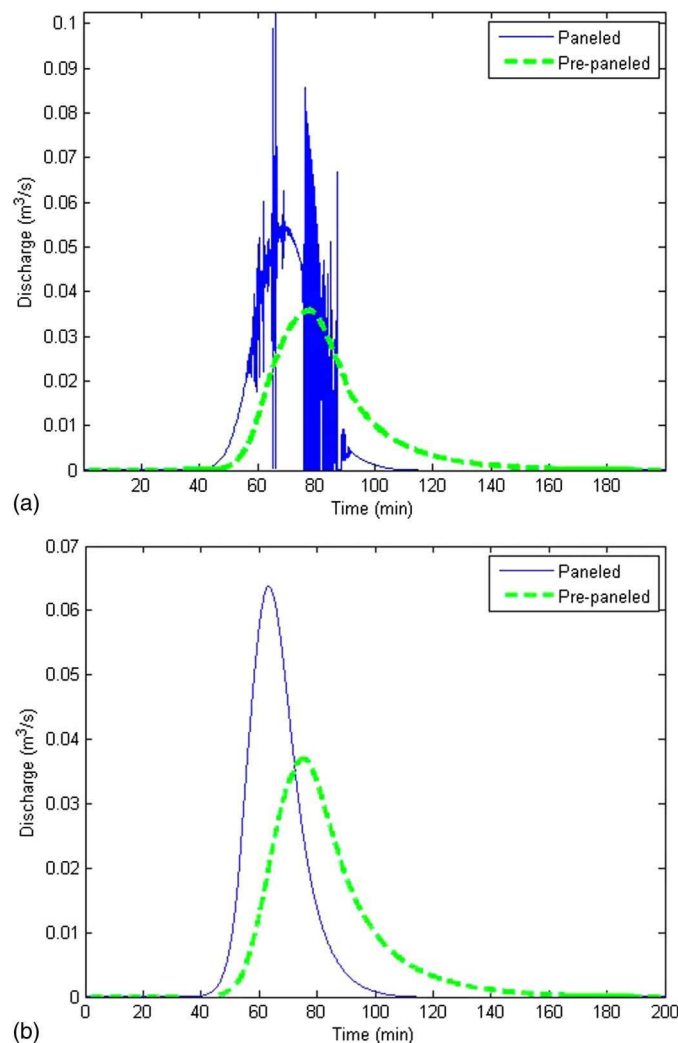 0.1
0.09
0.08
0.07
0.06
0.05
0.04
0.03
0.02
0.01
0
Discharge (m³/s)
Paneled
Pre-paneled
20 40 60 80 100 120 140 160 180
Time (min)
(a)
0.07
0.06
0.05
0.04
0.03
0.02
0.01
0
Discharge (m³/s)
Paneled
Pre-paneled
0 20 40 60 80 100 120 140 160 180 200
Time (min)
(b)